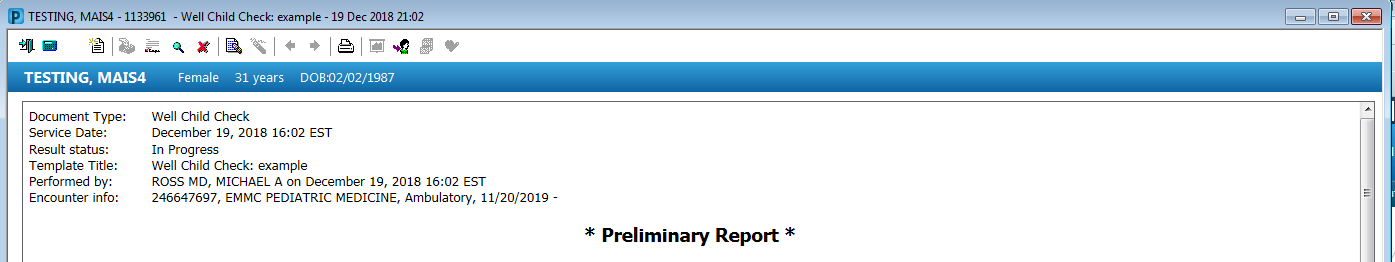 TESTING, MAIS4 - 1133961 - Well Child Check: example - 19 Dec 2018 21:02
TESTING, MAIS4 Female 31 years DOB:02/02/1987
Document Type: Well Child Check
Service Date: December 19, 2018 16:02 EST
Result status: In Progress
Template Title: Well Child Check: example
Performed by: ROSS MD, MICHAEL A on December 19, 2018 16:02 EST
Encounter info: 246647697, EMMC PEDIATRIC MEDICINE, Ambulatory, 11/20/2019 -
* Preliminary Report *